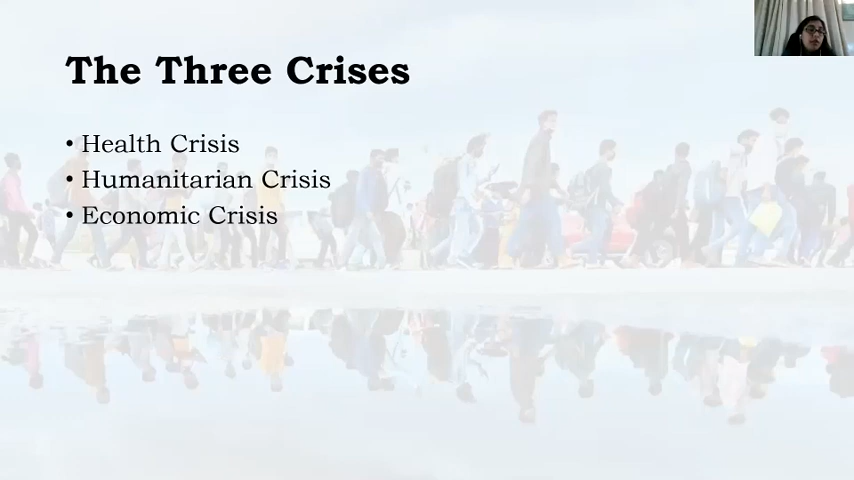 The Three Crises
• Health Crisis
• Humanitarian Crisis
• Economic Crisis